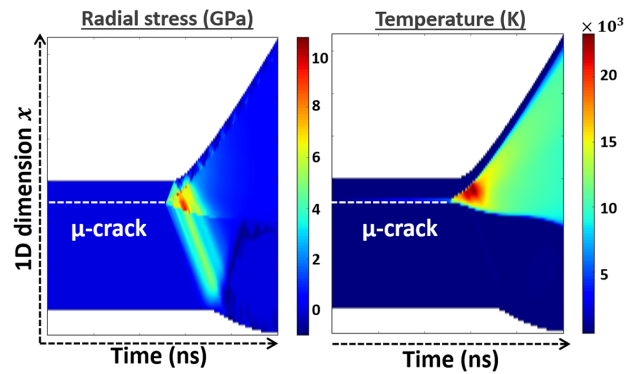 Radial stress (GPa)
Temperature (K)
× 10³
1D dimension x
10
8
6
4
2
0
20
15
10
5
μ-crack
μ-crack
Time (ns)
Time (ns)